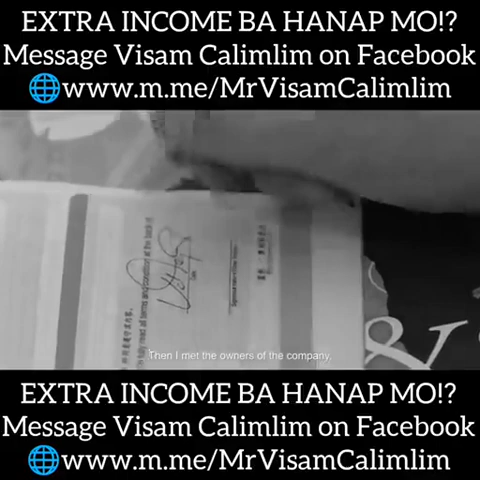 EXTRA INCOME BA HANAP MO!?
Message Visam Calimlim on Facebook
🌐www.m.me/MrVisamCalimlim
Then I met the owners of the company.
&
EXTRA INCOME BA HANAP MO!?
Message Visam Calimlim on Facebook
🌐www.m.me/MrVisamCalimlim